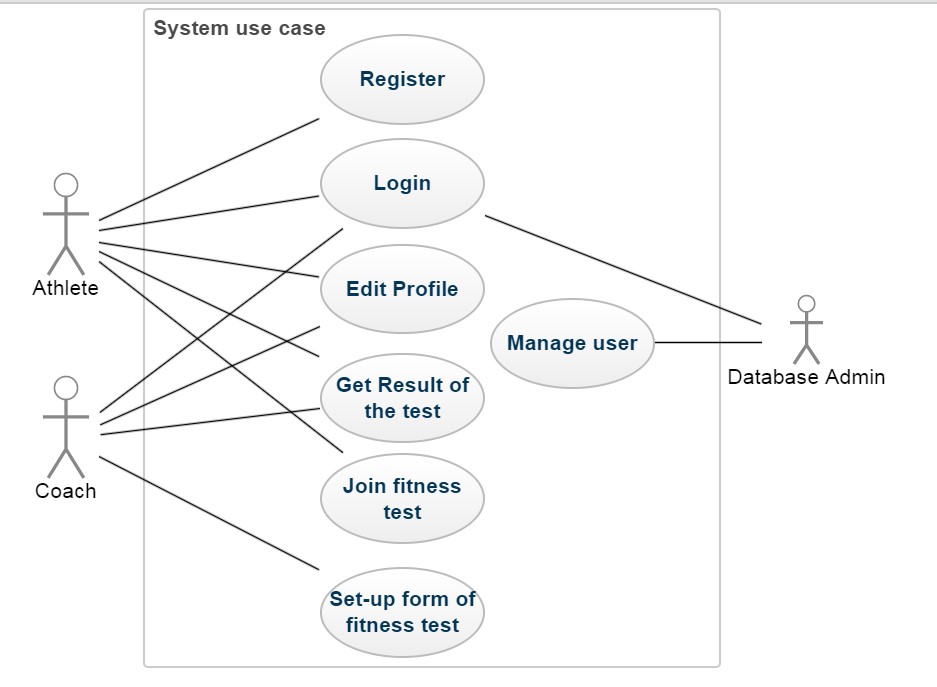 System use case
Register
Login
Athlete
Edit Profile
Manage user
Database Admin
Get Result of
the test
Coach
Join fitness
test
Set-up form of
fitness test